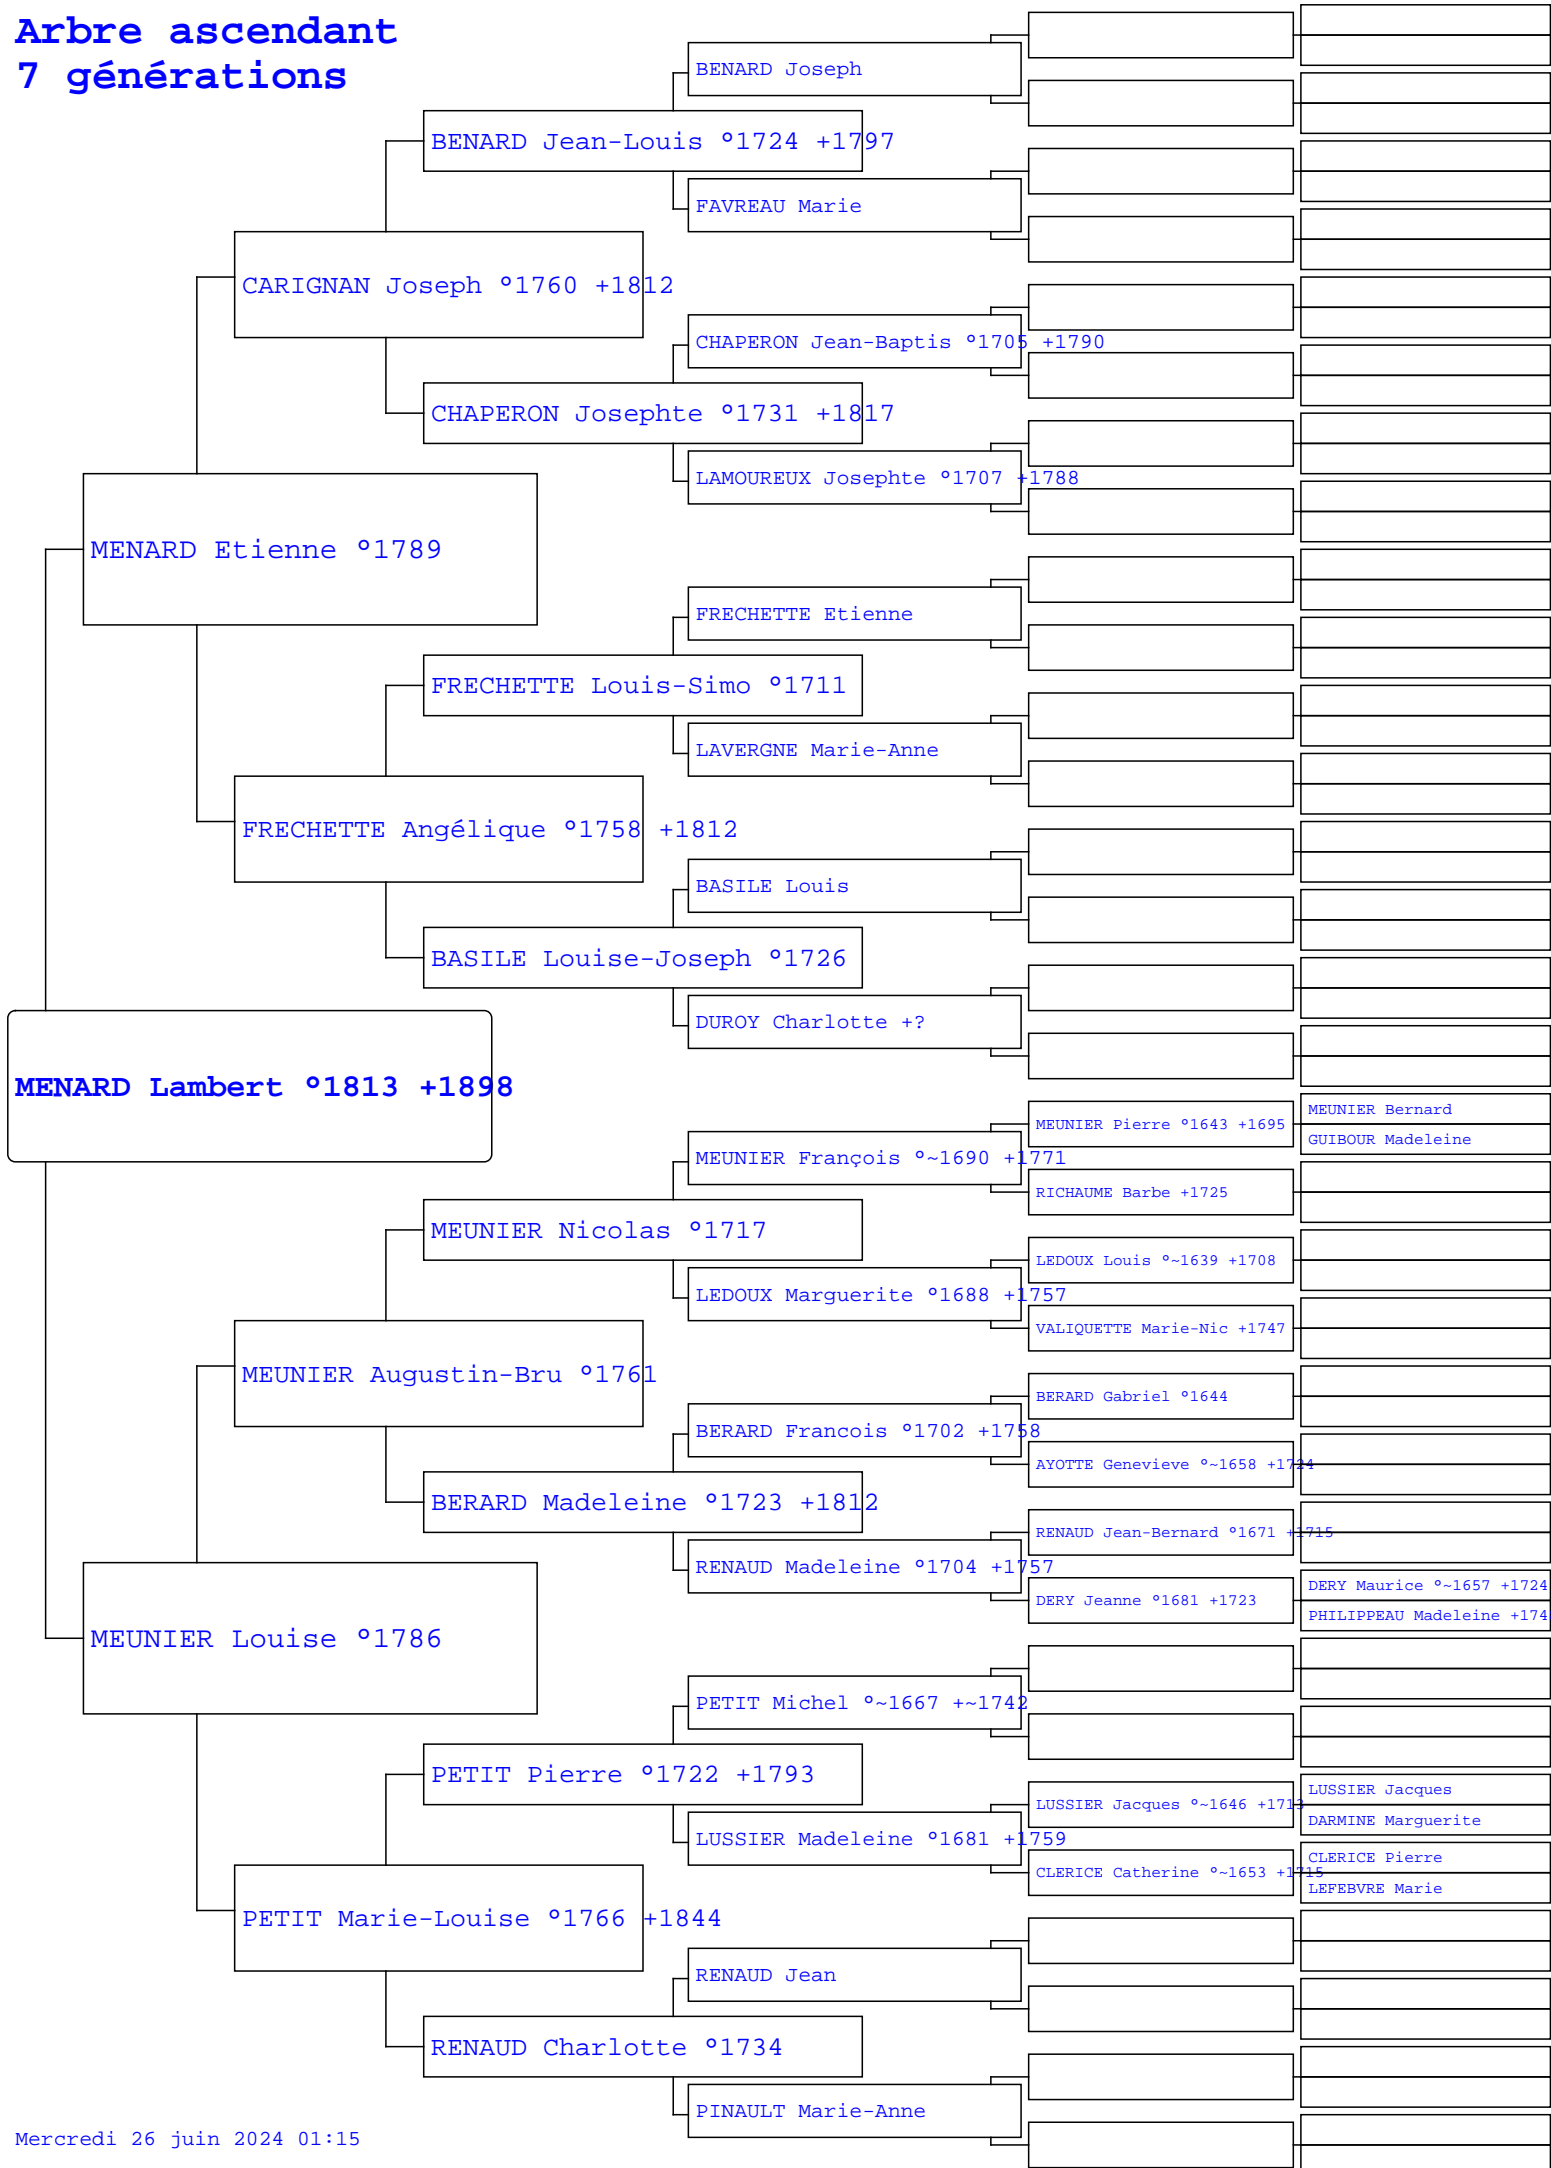 Arbre ascendant
7 générations
BENARD Joseph
BENARD Jean-Louis °1724 +1797
FAVREAU Marie
CARIGNAN Joseph °1760 +1812
CHAPERON Jean-Baptis °1705 +1790
CHAPERON Josephte °1731 +1817
LAMOUREUX Josephte °1707 +1788
MENARD Etienne °1789
FRECHETTE Etienne
FRECHETTE Louis-Simo °1711
LAVERGNE Marie-Anne
FRECHETTE Angélique °1758 +1812
BASILE Louis
BASILE Louise-Joseph °1726
DUROY Charlotte +?
MENARD Lambert °1813 +1898
MEUNIER Bernard
MEUNIER Pierre °1643 +1695
GUIBOUR Madeleine
MEUNIER François °~1690 +1771
RICHAUME Barbe +1725
MEUNIER Nicolas °1717
LEDOUX Louis °~1639 +1708
LEDOUX Marguerite °1688 +1757
VALIQUETTE Marie-Nic +1747
MEUNIER Augustin-Bru °1761
BERARD Gabriel °1644
BERARD Francois °1702 +1758
AYOTTE Genevieve °~1658 +1724
BERARD Madeleine °1723 +1812
RENAUD Jean-Bernard °1671 +1715
RENAUD Madeleine °1704 +1757
DERY Maurice °~1657 +1724
DERY Jeanne °1681 +1723
PHILIPPEAU Madeleine +174
MEUNIER Louise °1786
PETIT Michel °~1667 +~1742
PETIT Pierre °1722 +1793
LUSSIER Jacques
LUSSIER Jacques °~1646 +1713
DARMINE Marguerite
LUSSIER Madeleine °1681 +1759
CLERICE Pierre
CLERICE Catherine °~1653 +1715
LEFEBVRE Marie
PETIT Marie-Louise °1766 +1844
RENAUD Jean
RENAUD Charlotte °1734
PINAULT Marie-Anne
Mercredi 26 juin 2024 01:15